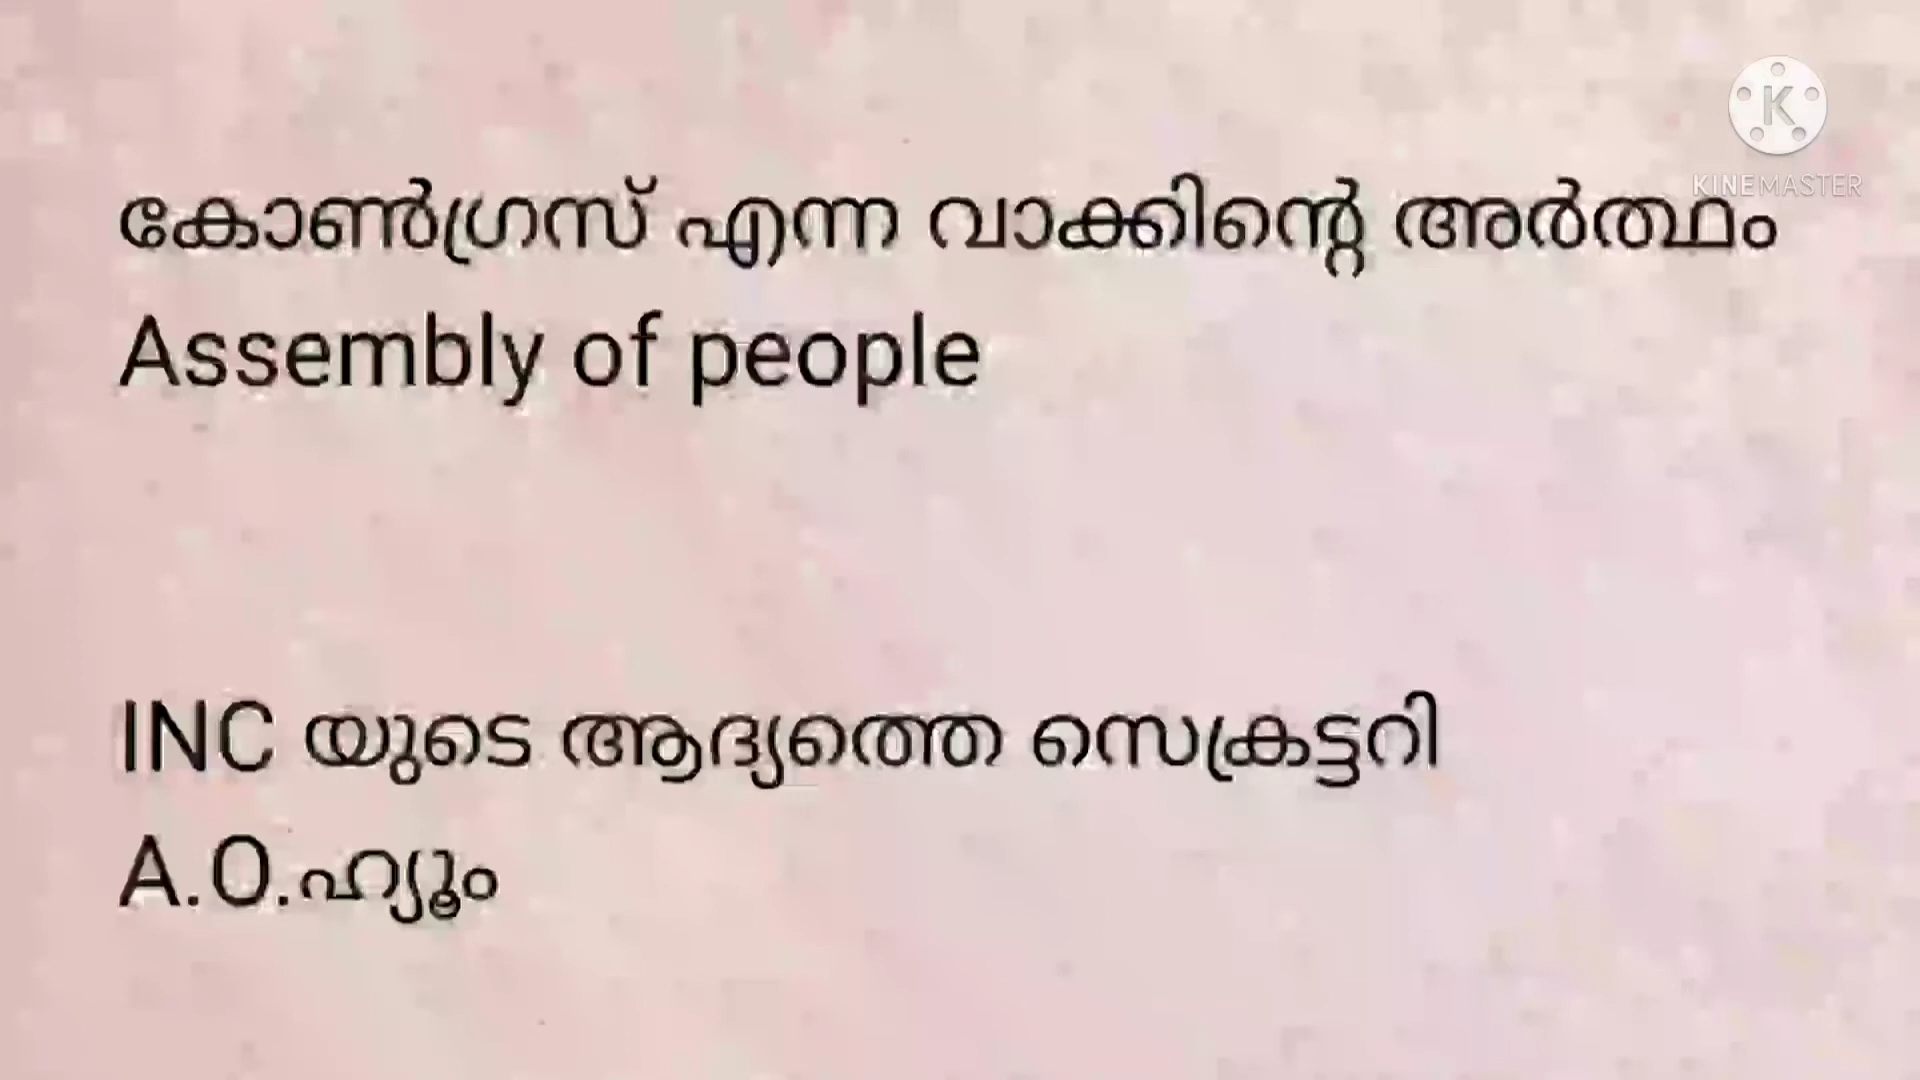 KINEMASTER
കോൺഗ്രസ് എന്ന വാക്കിന്റെ അർത്ഥം
Assembly of people
INC യുടെ ആദ്യത്തെ സെക്രട്ടറി
A.O.ഹ്യൂം